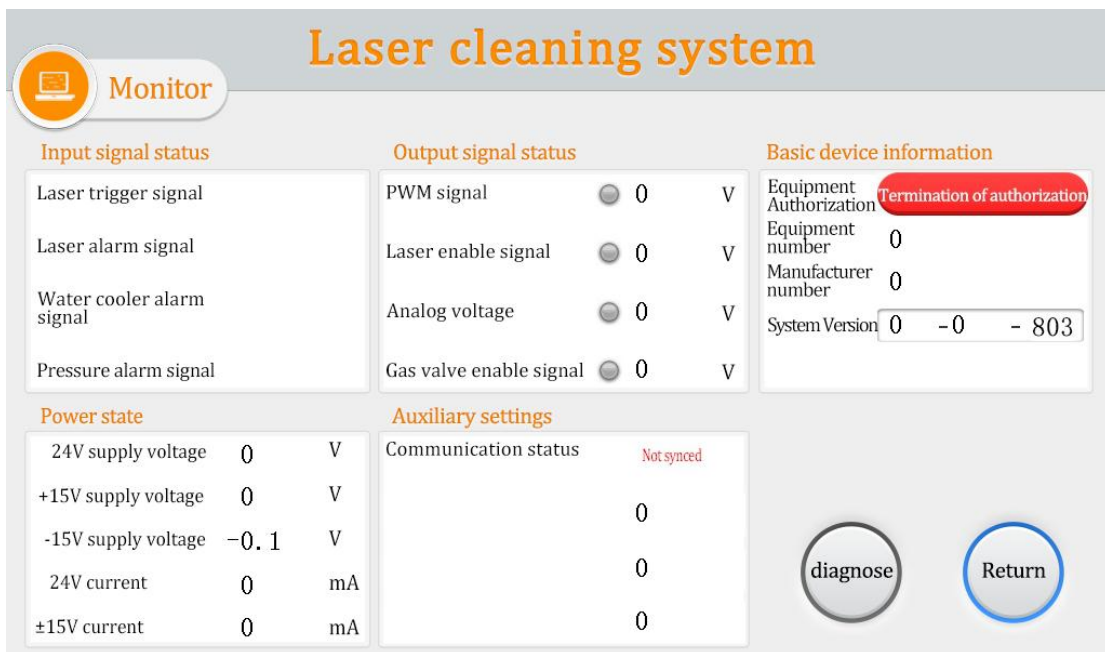 Laser cleaning system
Monitor
Input signal status
Laser trigger signal
Laser alarm signal
Water cooler alarm
signal
Pressure alarm signal
Output signal status
PWM signal 0 V
Laser enable signal 0 V
Analog voltage 0 V
Gas valve enable signal 0 V
Basic device information
Equipment
Authorization Termination of authorization
Equipment
number 0
Manufacturer
number 0
System Version 0 -0 - 803
Power state
24V supply voltage 0 V
+15V supply voltage 0 V
-15V supply voltage -0.1 V
24V current 0 mA
±15V current 0 mA
Auxiliary settings
Communication status Not synced
0
0
0
diagnose
Return